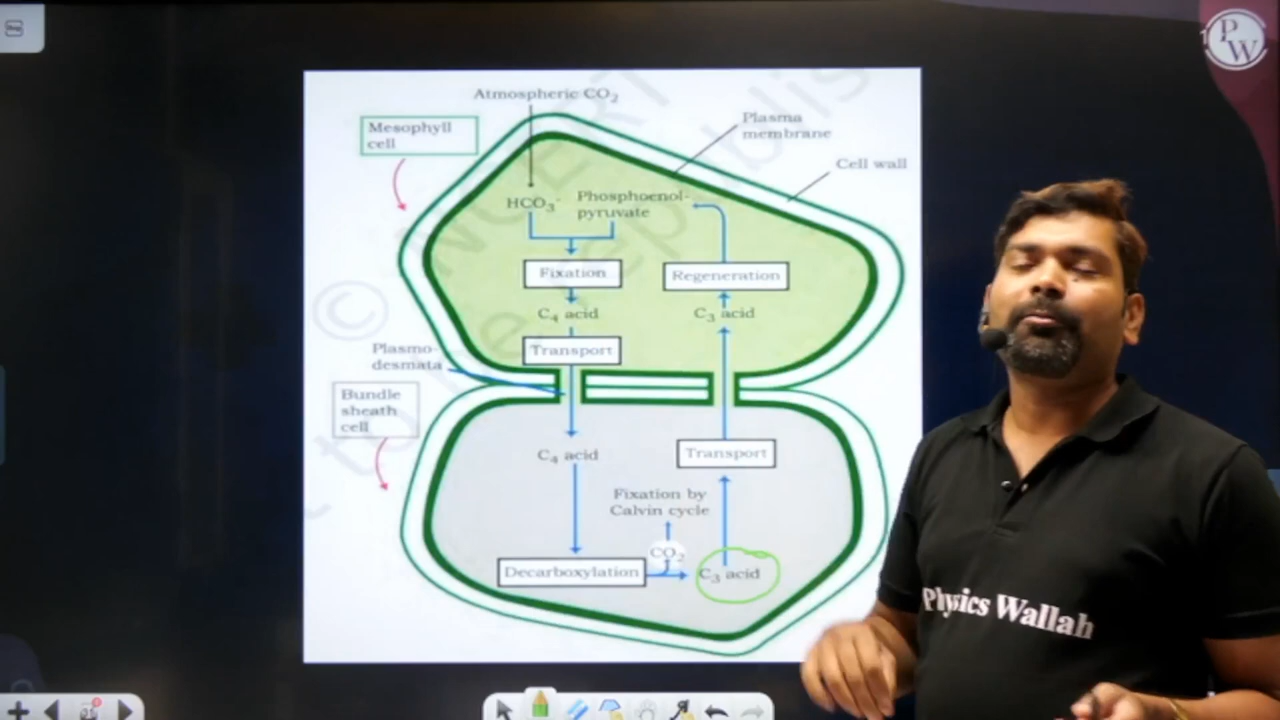 PW
Atmospheric CO₂
Mesophyll
cell
Plasma
membrane
Cell wall
HCO₃⁻
Phosphoenol-
pyruvate
Fixation
Regeneration
C₄ acid
C₃ acid
Transport
Plasmo-
desmata
Bundle
sheath
cell
C₄ acid
Transport
Fixation by
Calvin cycle
CO₂
Decarboxylation
C₃ acid
Physics Wallah
© NCERT